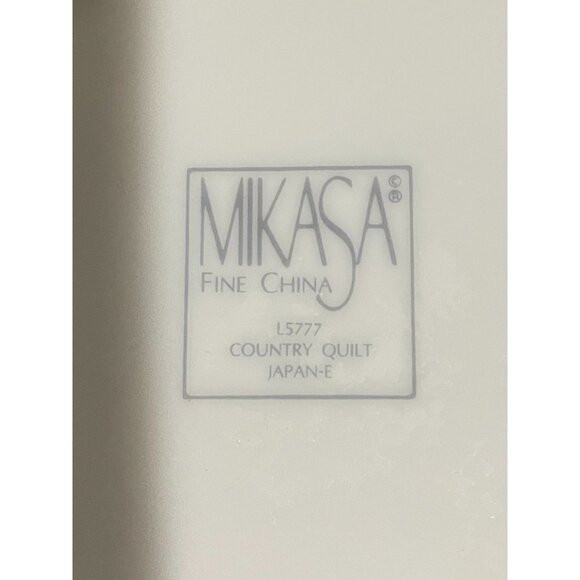 MIKASA©®
FINE CHINA
L5777
COUNTRY QUILT
JAPAN-E